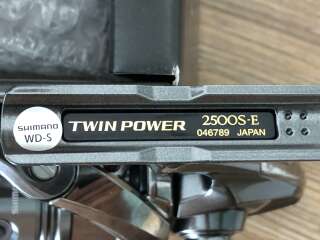 SHIMANO
WD-S
TWIN POWER
2500S-E
046789 JAPAN